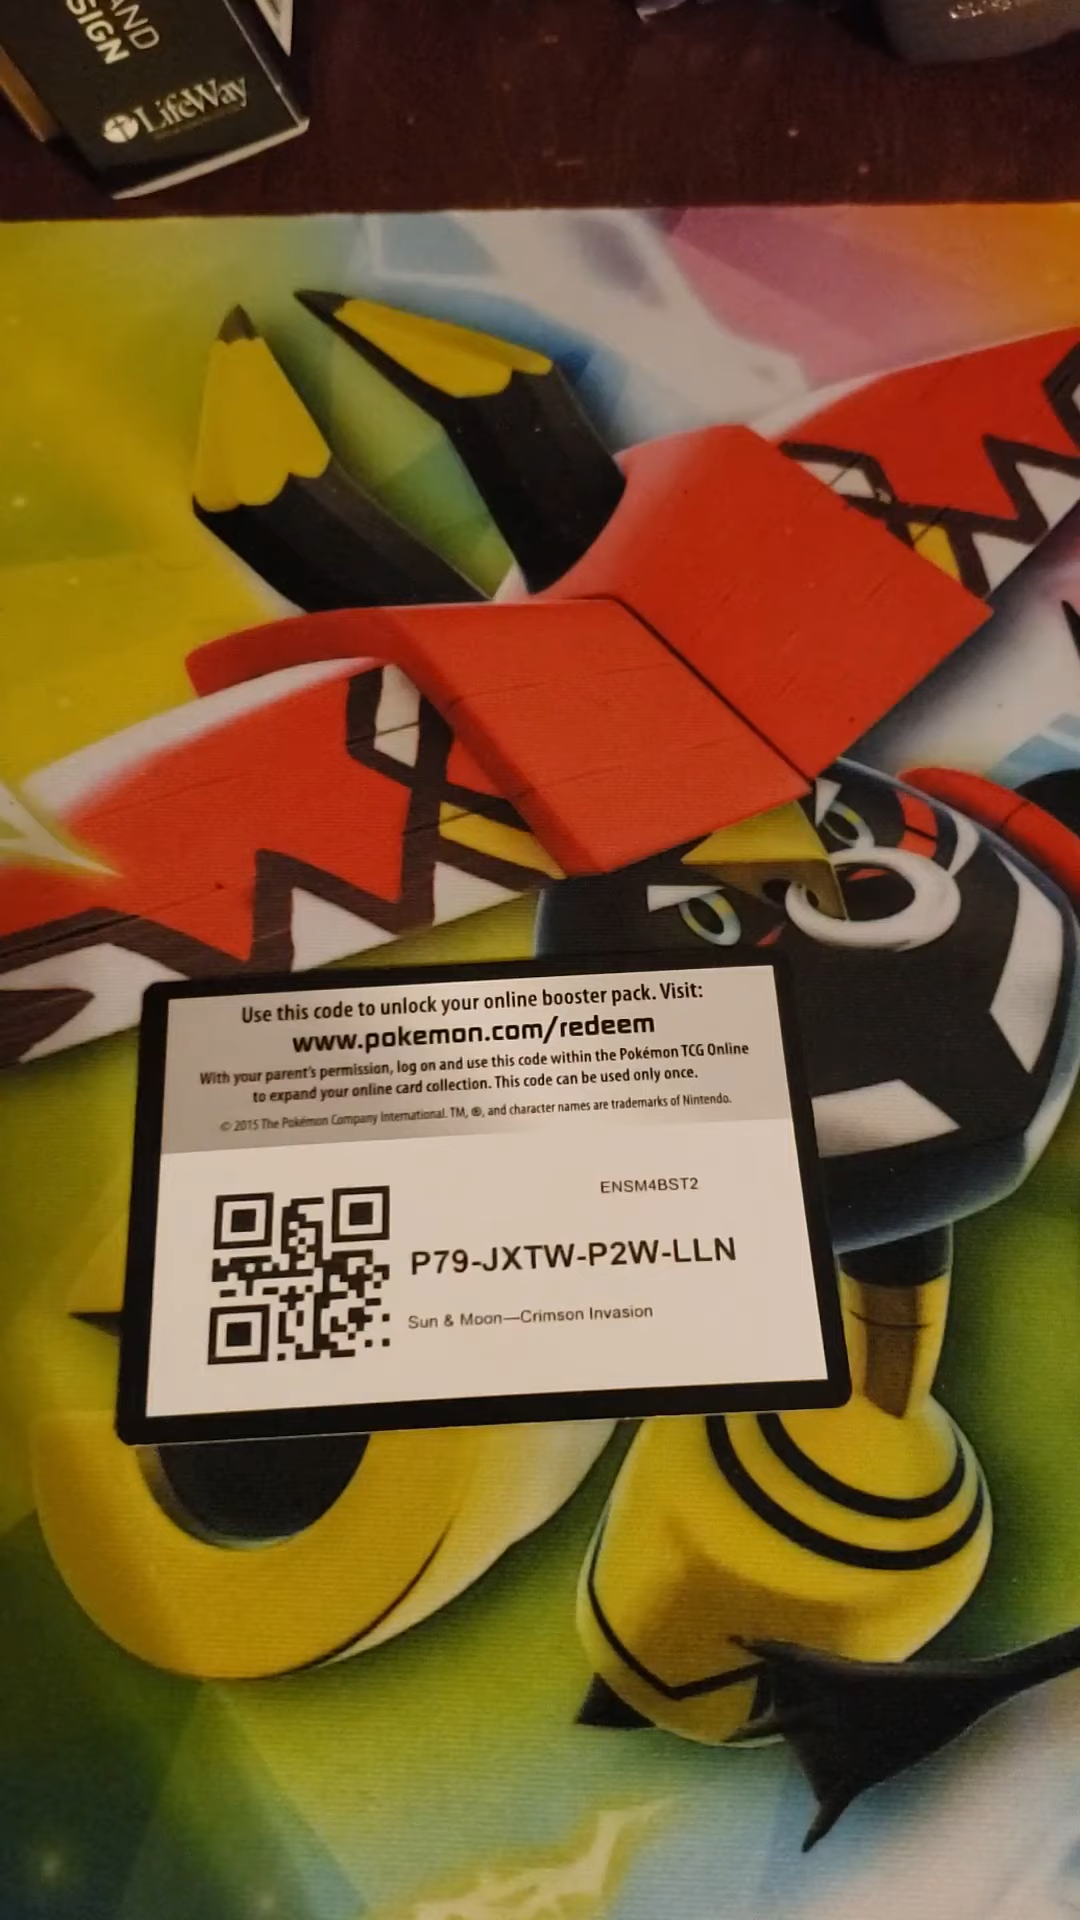 AND
SIGN
LifeWay
Use this code to unlock your online booster pack. Visit:
www.pokemon.com/redeem
With your parent's permission, log on and use this code within the Pokémon TCG Online
to expand your online card collection. This code can be used only once.
© 2015 The Pokémon Company International. TM, ®, and character names are trademarks of Nintendo.
ENSM4BST2
P79-JXTW-P2W-LLN
Sun & Moon—Crimson Invasion